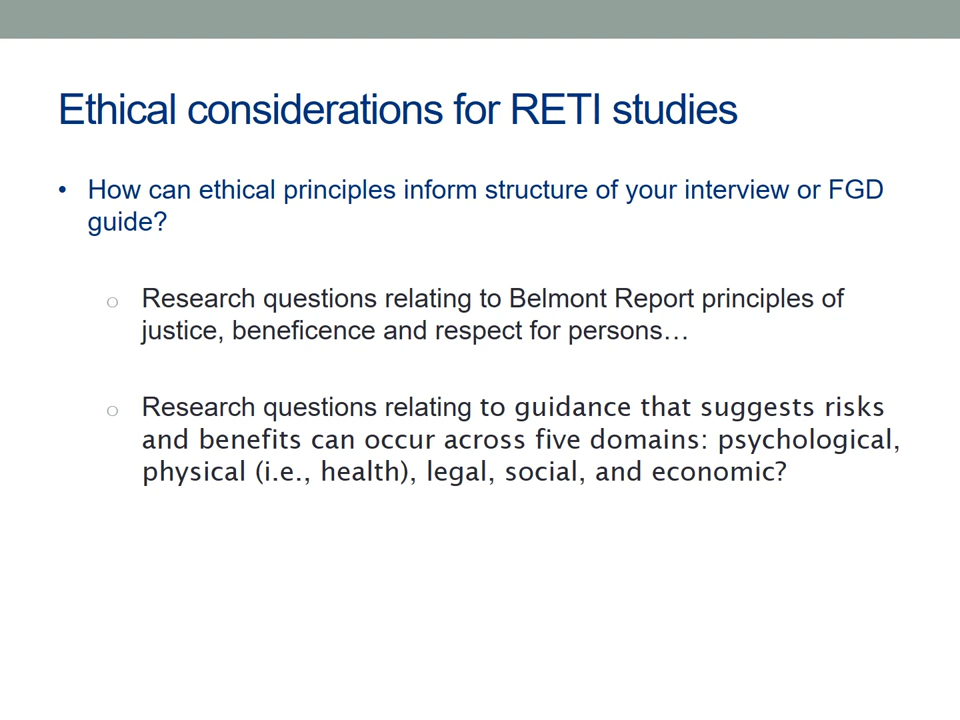 Ethical considerations for RETI studies
• How can ethical principles inform structure of your interview or FGD
guide?
○ Research questions relating to Belmont Report principles of
justice, beneficence and respect for persons…
○ Research questions relating to guidance that suggests risks
and benefits can occur across five domains: psychological,
physical (i.e., health), legal, social, and economic?